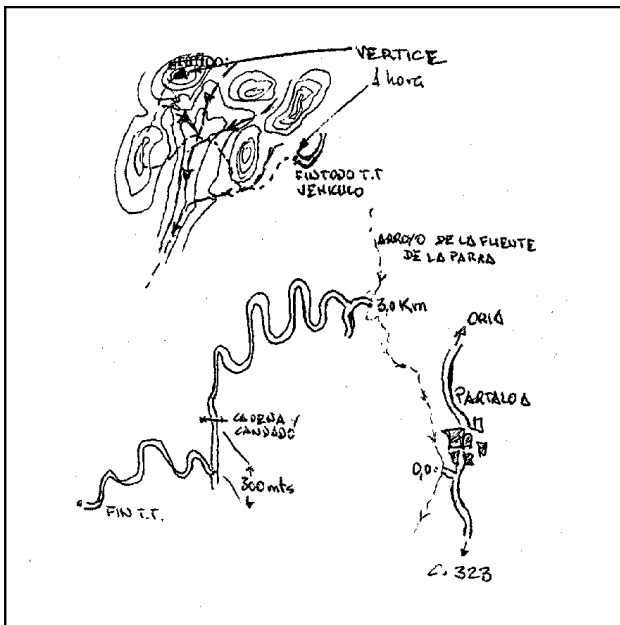 VERTICE
1 hora
FIN TODO T.T
VEHICULO
ARROYO DE LA FUENTE
DE LA PARRA
3,0 Km
ORIA
PARTALOA
CADENA Y
CANDADO
0,0
300 mts
FIN T.T.
C. 323